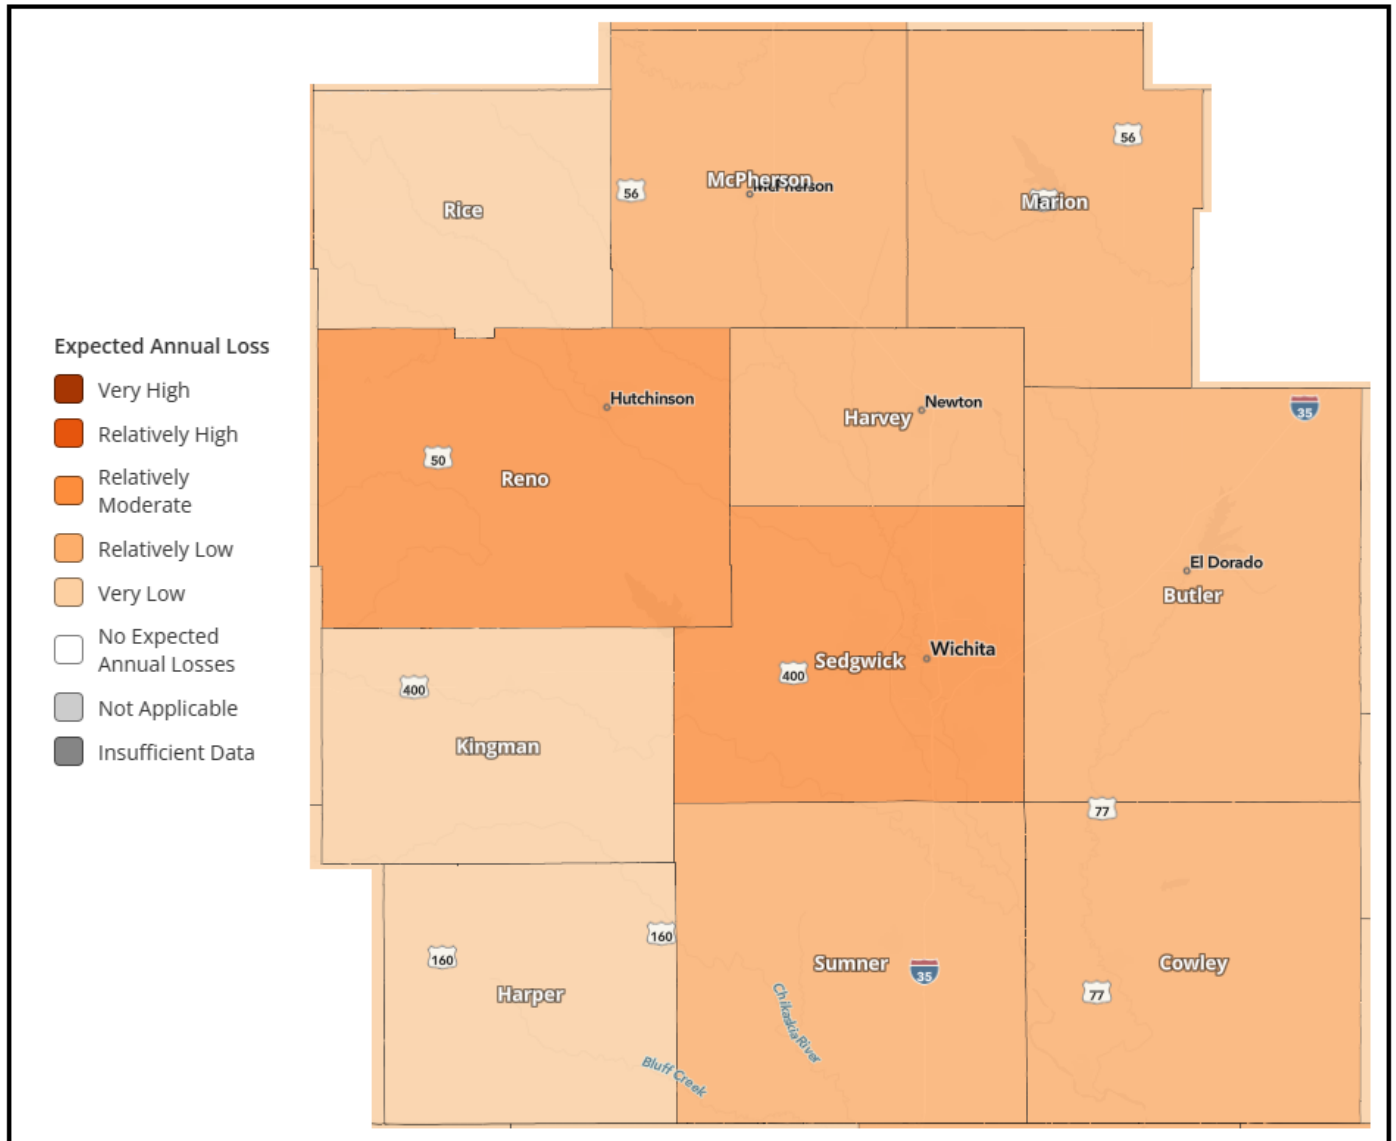 Expected Annual Loss
Very High
Relatively High
Relatively
Moderate
Relatively Low
Very Low
No Expected
Annual Losses
Not Applicable
Insufficient Data
56
McPherson
McPherson
56
Marion
Rice
Hutchinson
50
Reno
Newton
Harvey
35
El Dorado
Butler
Wichita
Sedgwick
400
400
Kingman
77
160
160
Harper
Sumner
35
Cowley
77
Chikaskia River
Bluff Creek